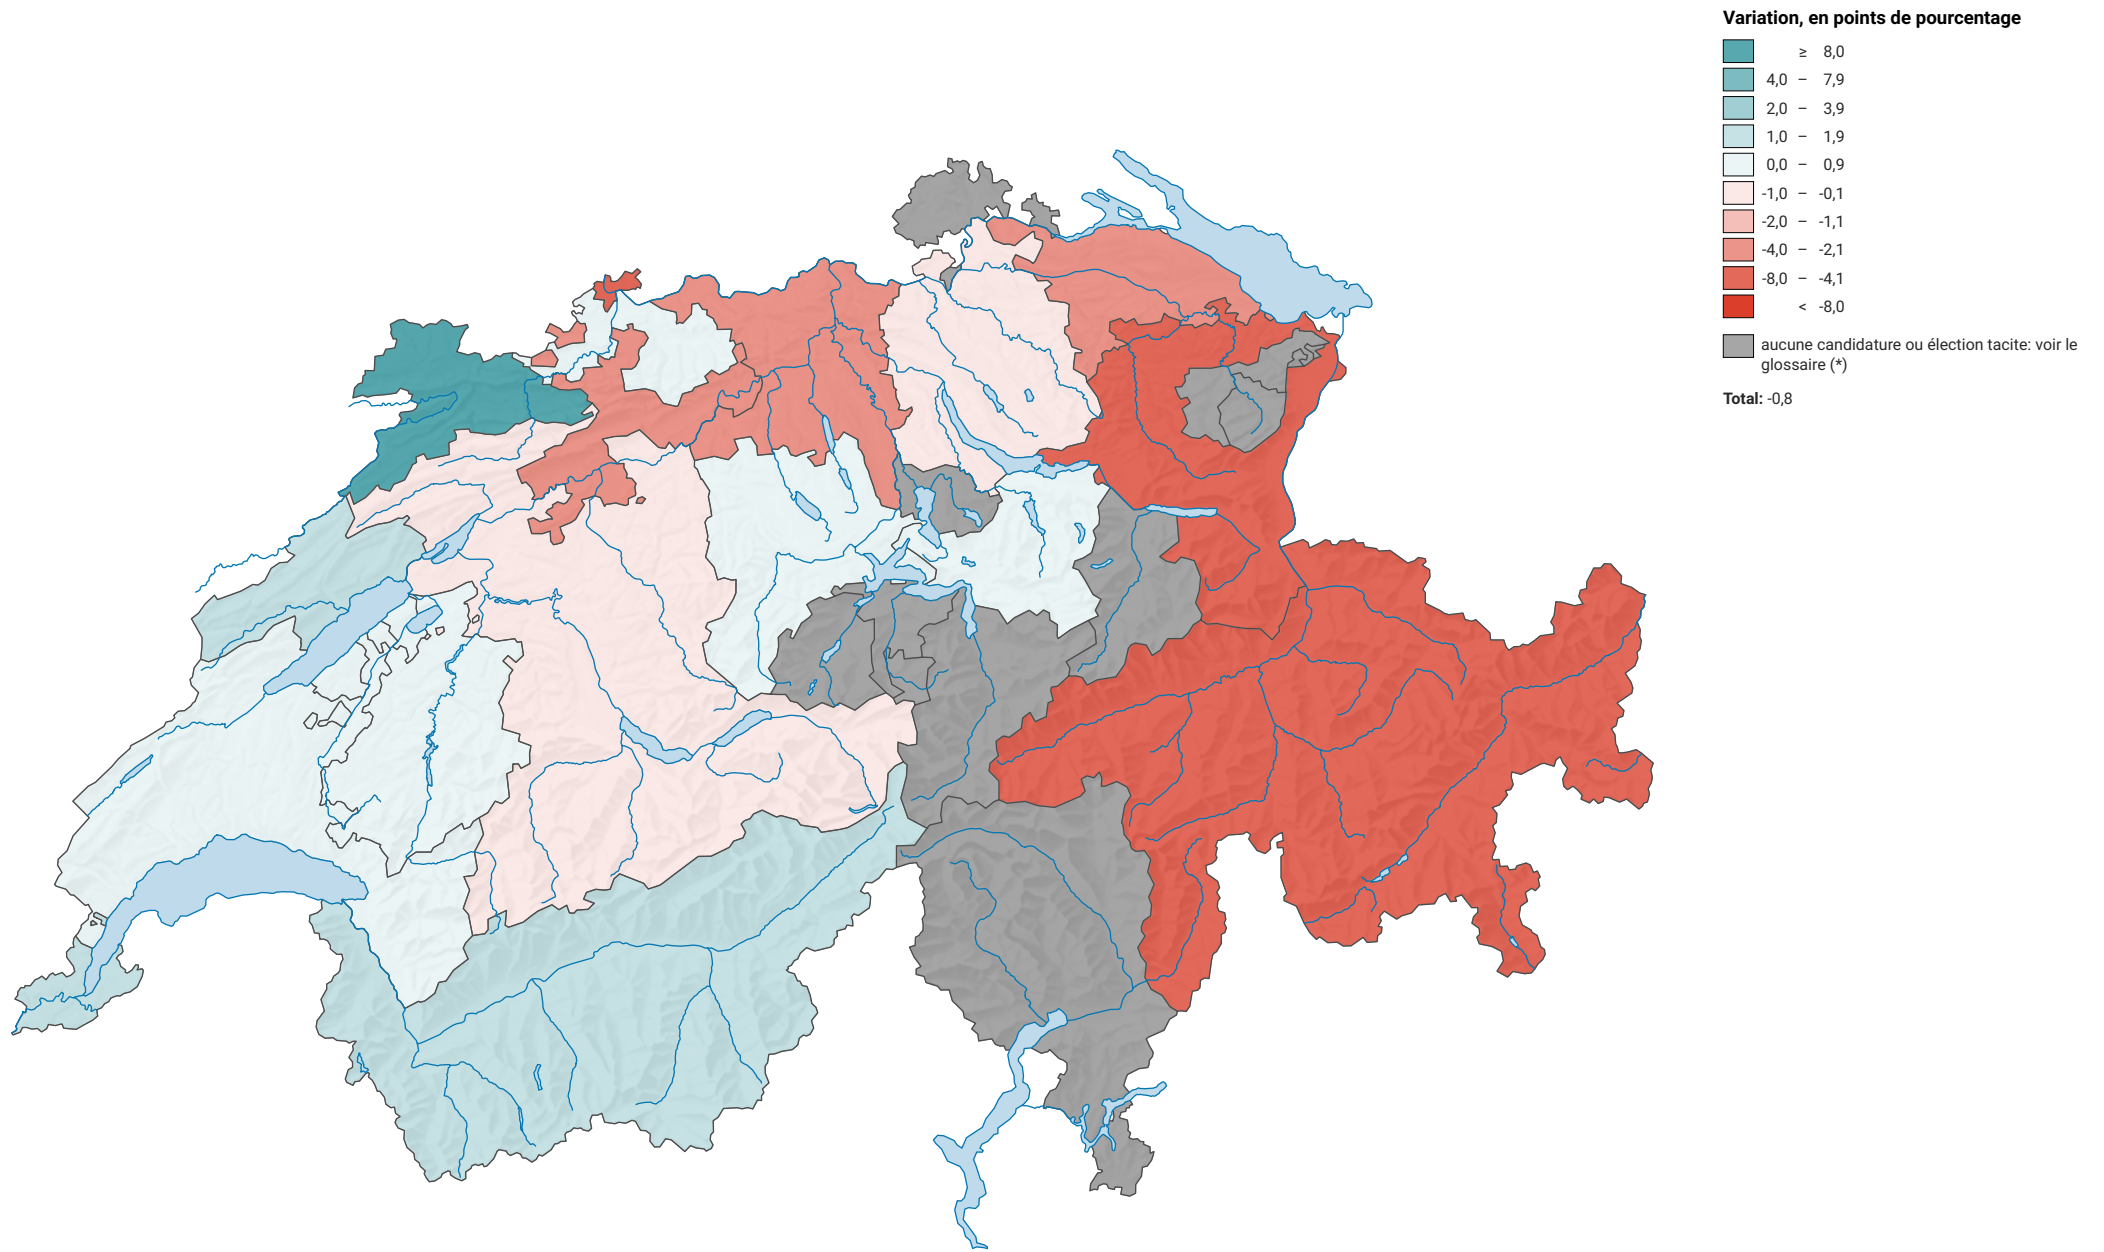 Variation, en points de pourcentage
≥ 8,0
4,0 – 7,9
2,0 – 3,9
1,0 – 1,9
0,0 – 0,9
-1,0 – -0,1
-2,0 – -1,1
-4,0 – -2,1
-8,0 – -4,1
< -8,0
aucune candidature ou élection tacite: voir le
glossaire (*)
Total: -0,8